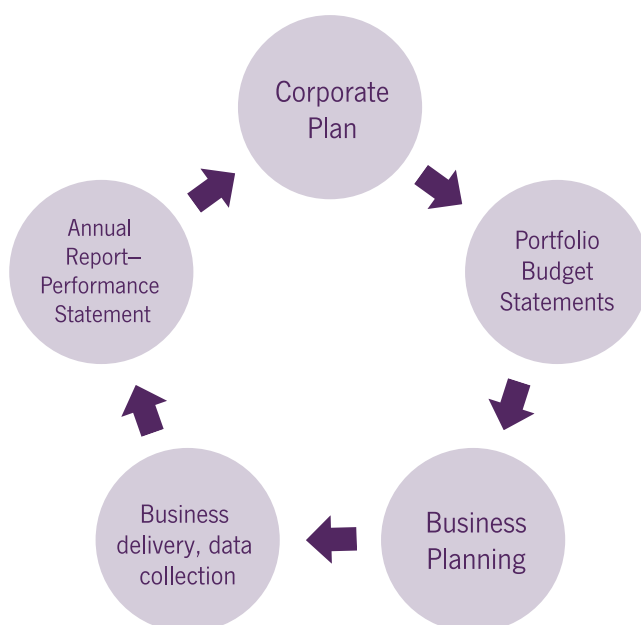 Corporate
Plan
Portfolio
Budget
Statements
Business
Planning
Business
delivery, data
collection
Annual
Report–
Performance
Statement